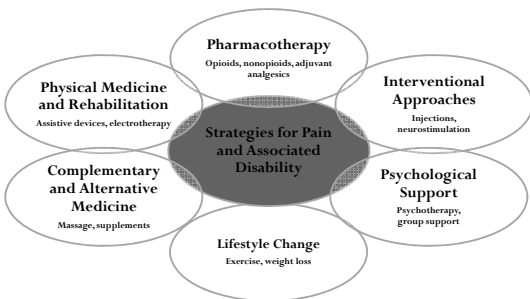 Pharmacotherapy
Opioids, nonopioids, adjuvant
analgesics
Physical Medicine
and Rehabilitation
Assistive devices, electrotherapy
Interventional
Approaches
Injections,
neurostimulation
Strategies for Pain
and Associated
Disability
Complementary
and Alternative
Medicine
Massage, supplements
Psychological
Support
Psychotherapy,
group support
Lifestyle Change
Exercise, weight loss